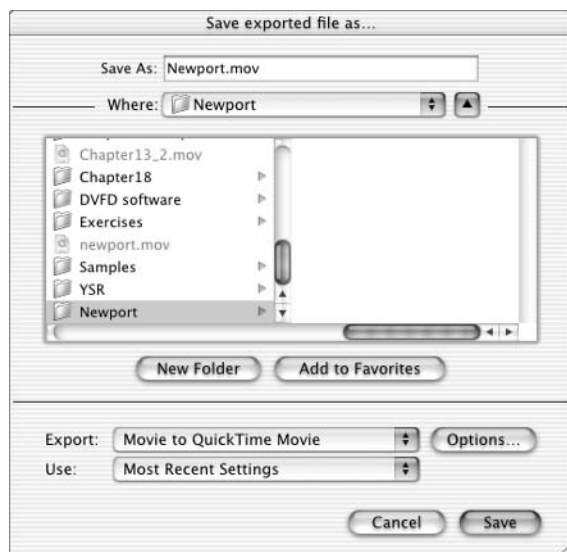 Save exported file as...
Save As: Newport.mov
Where: Newport
Chapter13_2.mov
Chapter18
DVFD software
Exercises
newport.mov
Samples
YSR
Newport
New Folder Add to Favorites
Export: Movie to QuickTime Movie Options...
Use: Most Recent Settings
Cancel Save